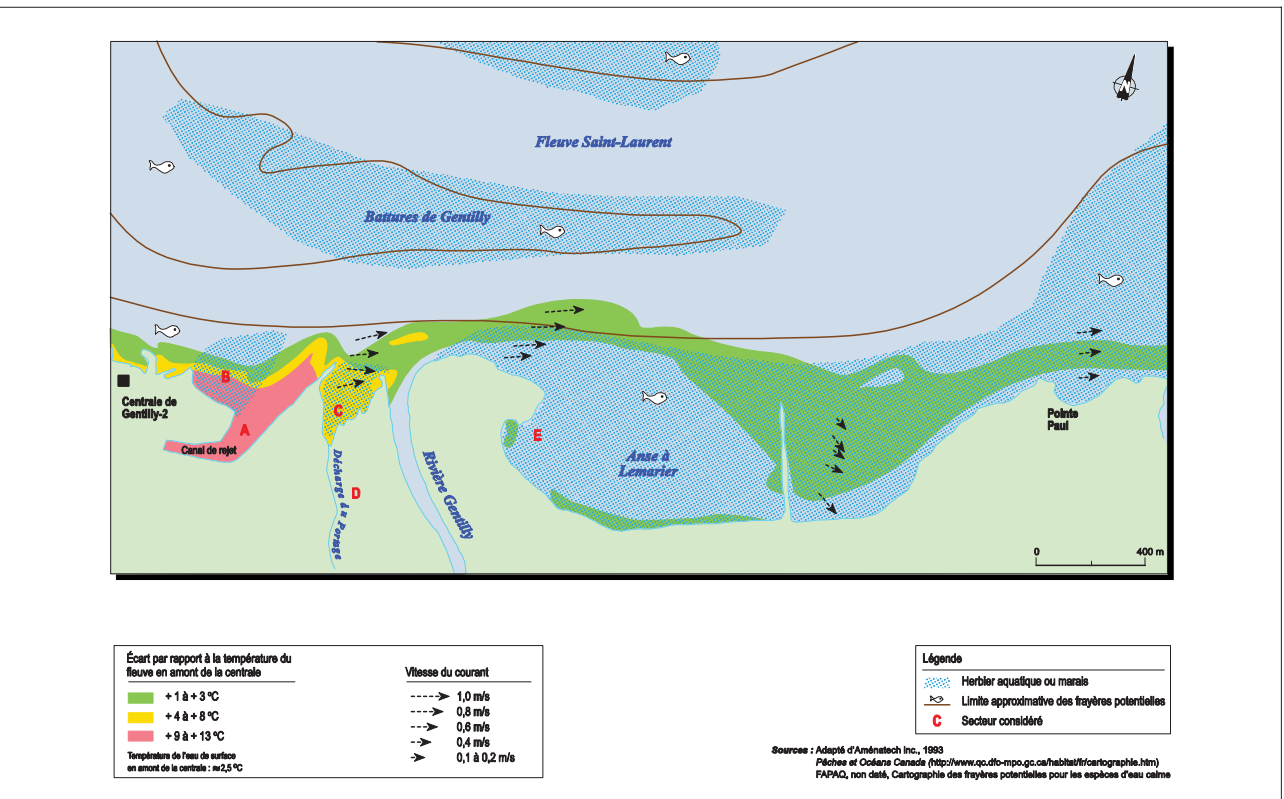 Fleuve Saint-Laurent
N
Battures de Gentilly
B
Centrale de
Gentilly-2
A
C
Canal de rejet
Décharge du Portage
D
Rivière Gentilly
E
Anse à
Lemarier
Pointe
Paul
0 400 m
Écart par rapport à la température du
fleuve en amont de la centrale
+ 1 à + 3 ºC
+ 4 à + 8 ºC
+ 9 à + 13 ºC
Température de l'eau de surface
en amont de la centrale : ≈ 2,5 ºC
Vitesse du courant
1,0 m/s
0,8 m/s
0,6 m/s
0,4 m/s
0,1 à 0,2 m/s
Légende
Herbier aquatique ou marais
Limite approximative des frayères potentielles
C Secteur considéré
Sources : Adapté d'Aménatech inc., 1993
Pêches et Océans Canada (http://www.qc.dfo-mpo.gc.ca/habitat/fr/cartographie.htm)
FAPAQ, non daté, Cartographie des frayères potentielles pour les espèces d'eau calme